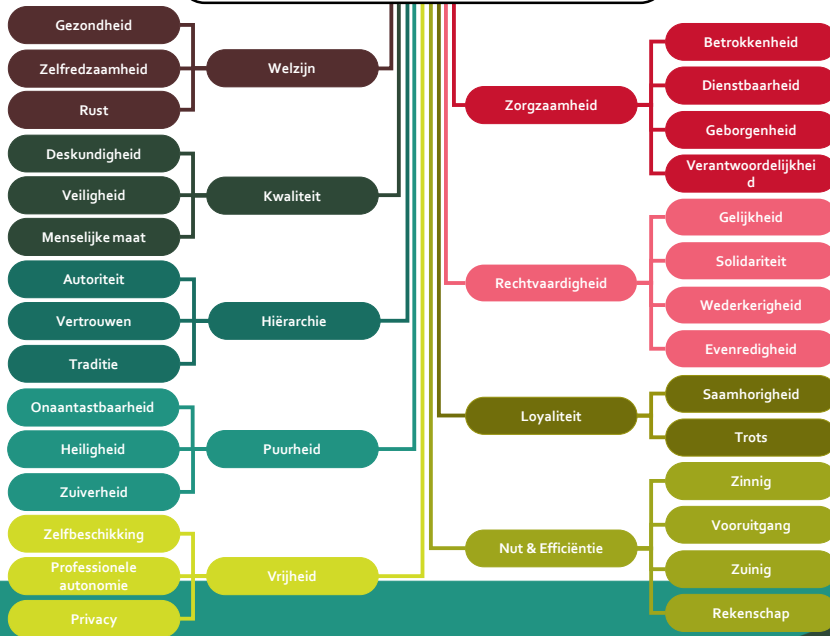 Gezondheid
Zelfredzaamheid
Rust
Welzijn
Deskundigheid
Veiligheid
Menselijke maat
Kwaliteit
Autoriteit
Vertrouwen
Traditie
Hiërarchie
Onaantastbaarheid
Heiligheid
Zuiverheid
Puurheid
Zelfbeschikking
Professionele
autonomie
Privacy
Vrijheid
Zorgzaamheid
Betrokkenheid
Dienstbaarheid
Geborgenheid
Verantwoordelijkhei
d
Rechtvaardigheid
Gelijkheid
Solidariteit
Wederkerigheid
Evenredigheid
Loyaliteit
Saamhorigheid
Trots
Nut & Efficiëntie
Zinnig
Vooruitgang
Zuinig
Rekenschap